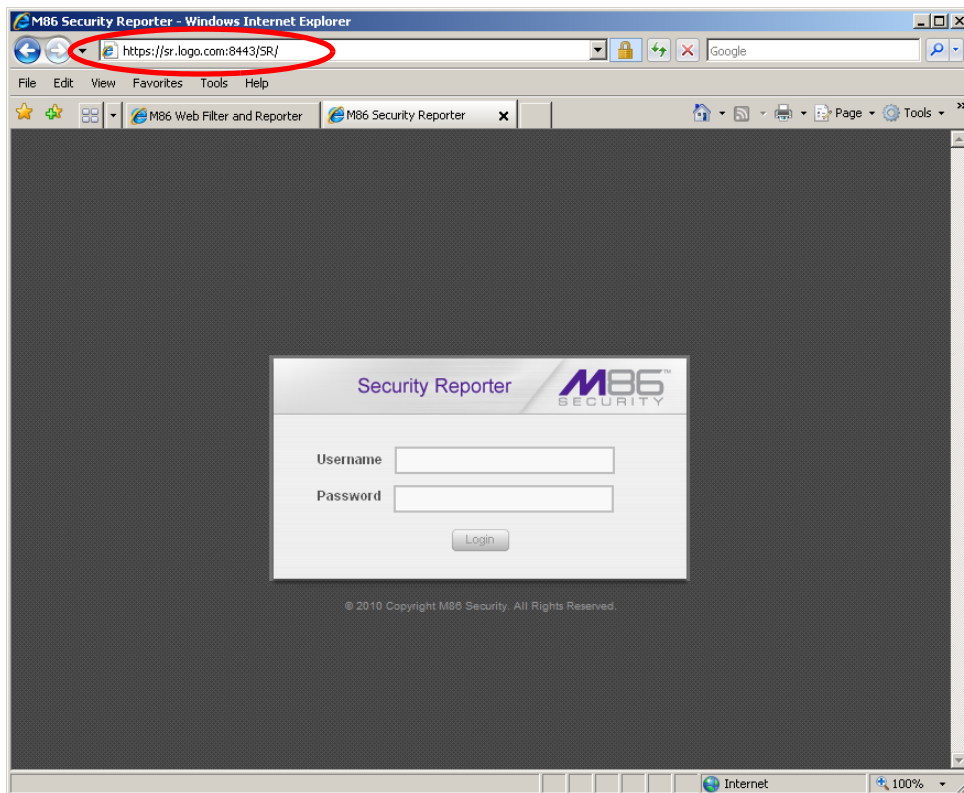 M86 Security Reporter - Windows Internet Explorer
https://sr.logo.com:8443/SR/
Google
File Edit View Favorites Tools Help
M86 Web Filter and Reporter
M86 Security Reporter
Page
Tools
»
Security Reporter
M86™
SECURITY
Username
Password
Login
© 2010 Copyright M86 Security. All Rights Reserved.
Internet
100%